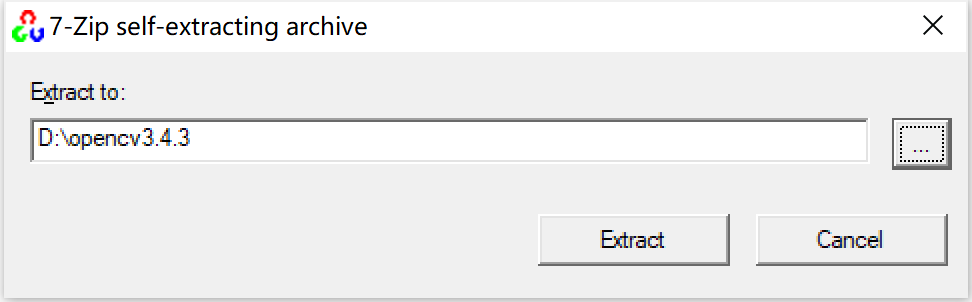 7-Zip self-extracting archive
Extract to:
D:\opencv3.4.3
...
Extract
Cancel